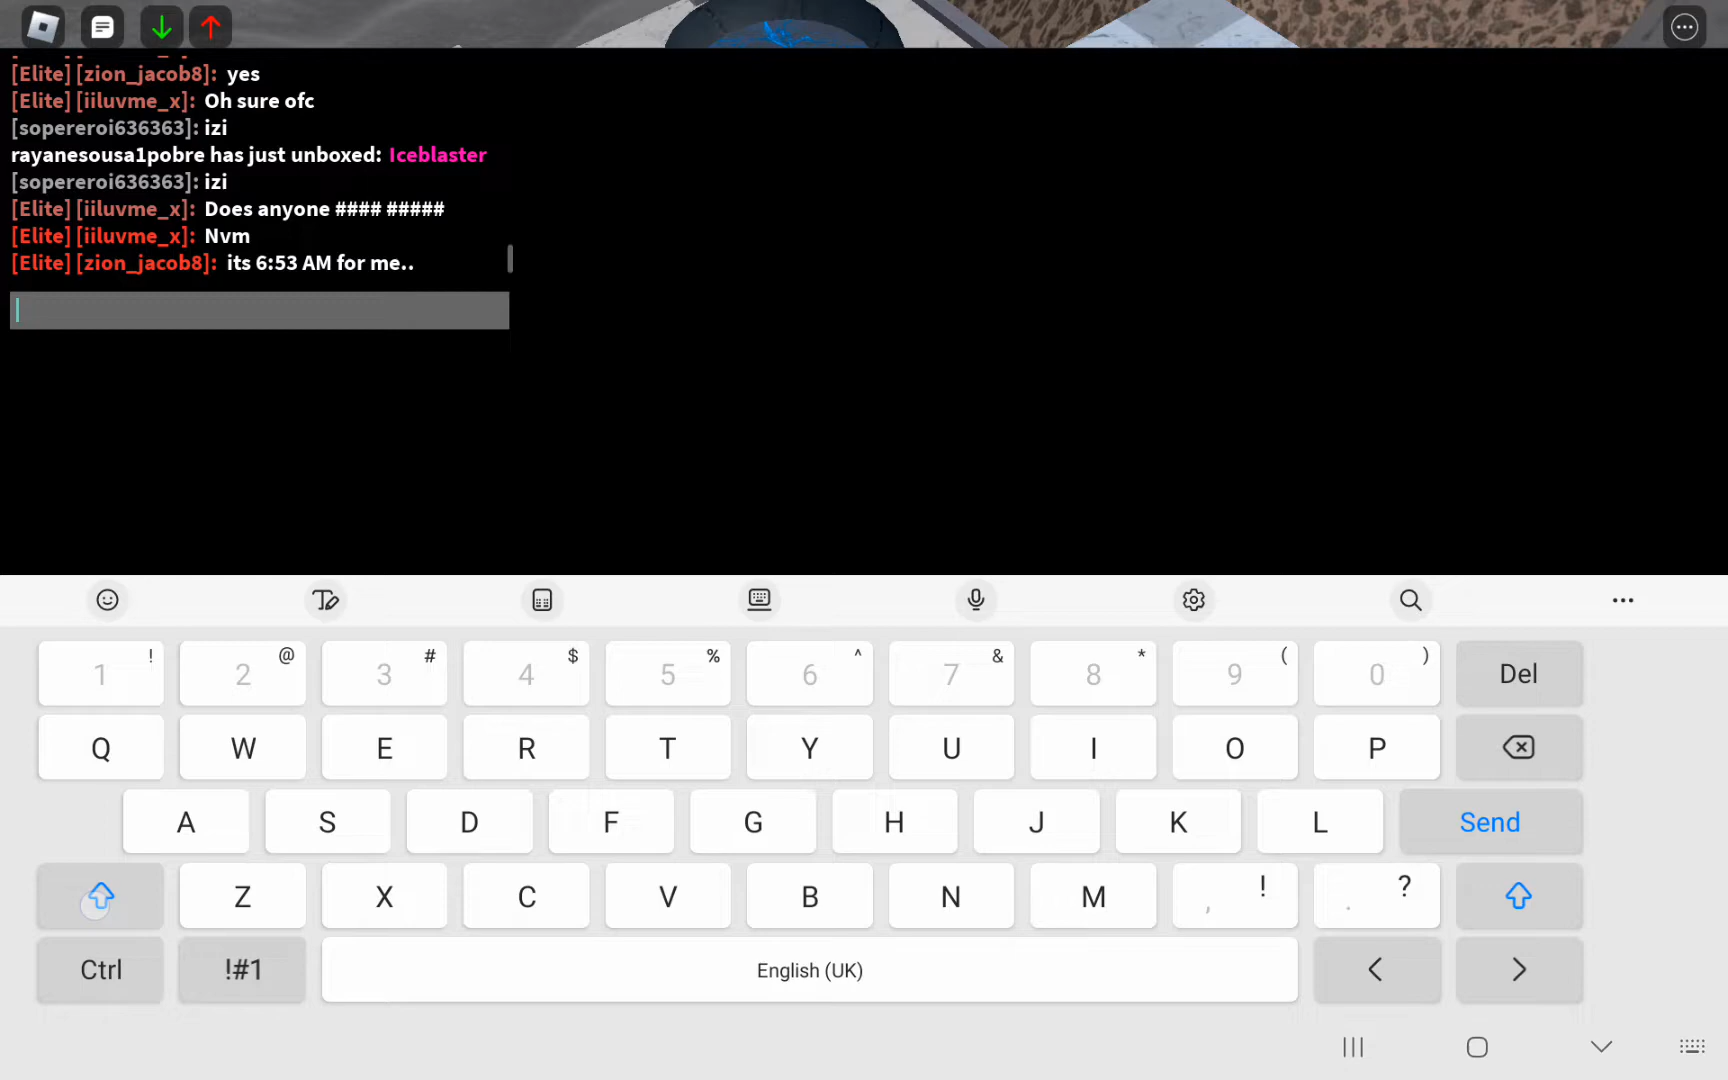 [Elite] [zion_jacob8]: yes
[Elite] [iiluvme_x]: Oh sure ofc
[sopereroi636363]: izi
rayanesousa1pobre has just unboxed: Iceblaster
[sopereroi636363]: izi
[Elite] [iiluvme_x]: Does anyone #### #####
[Elite] [iiluvme_x]: Nvm
[Elite] [zion_jacob8]: its 6:53 AM for me..
1 ! 2 @ 3 # 4 $ 5 % 6 ^ 7 & 8 * 9 ( 0 ) Del
Q W E R T Y U I O P
A S D F G H J K L Send
Z X C V B N M , ! . ?
Ctrl !#1 English (UK) < >